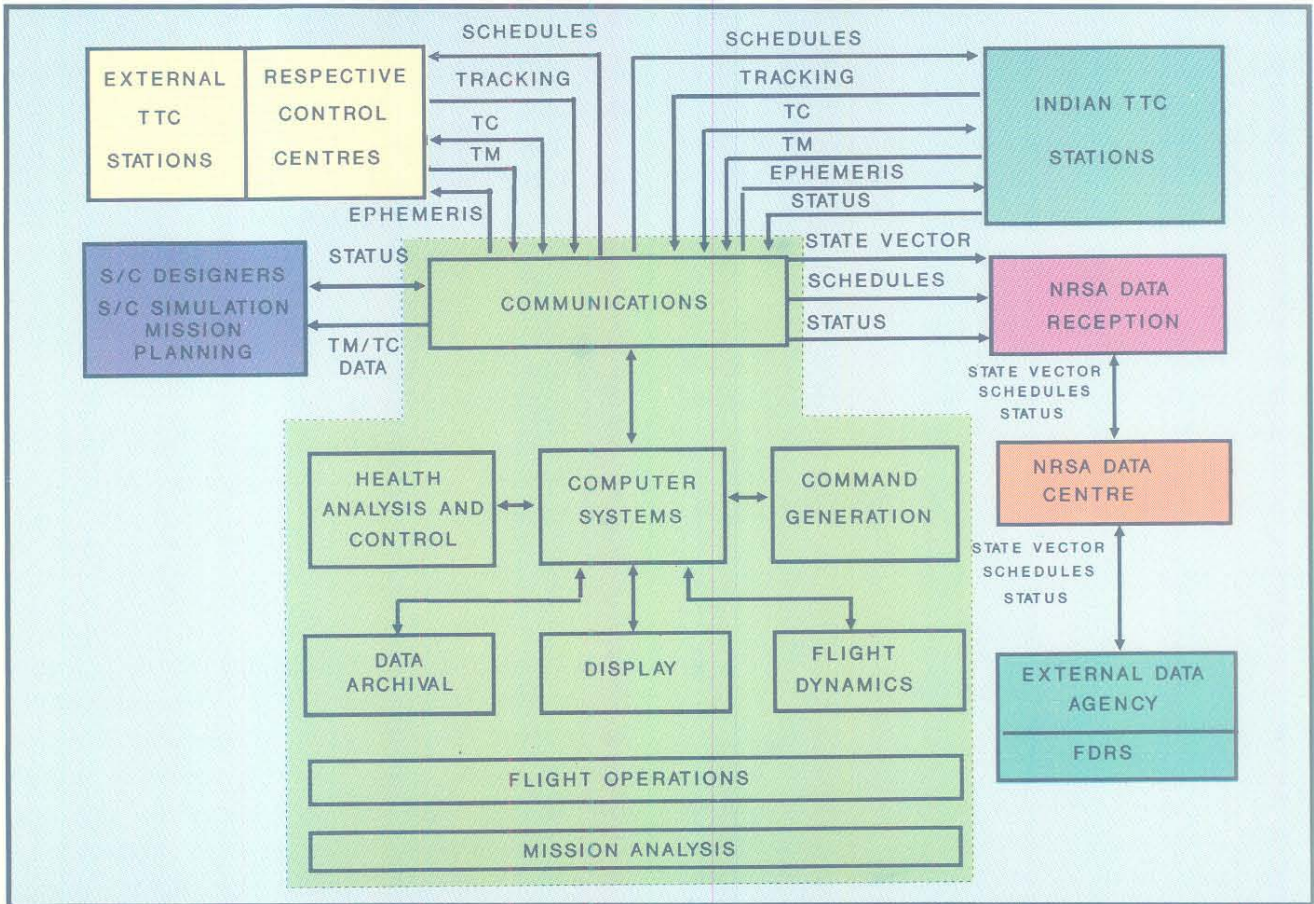 SCHEDULES
TRACKING
TC
TM
EPHEMERIS
EXTERNAL
TTC
STATIONS
RESPECTIVE
CONTROL
CENTRES
SCHEDULES
TRACKING
TC
TM
EPHEMERIS
STATUS
INDIAN TTC
STATIONS
S/C DESIGNERS
S/C SIMULATION
MISSION
PLANNING
STATUS
TM/TC
DATA
COMMUNICATIONS
STATE VECTOR
SCHEDULES
STATUS
NRSA DATA
RECEPTION
STATE VECTOR
SCHEDULES
STATUS
NRSA DATA
CENTRE
STATE VECTOR
SCHEDULES
STATUS
EXTERNAL DATA
AGENCY
FDRS
HEALTH
ANALYSIS AND
CONTROL
COMPUTER
SYSTEMS
COMMAND
GENERATION
DATA
ARCHIVAL
DISPLAY
FLIGHT
DYNAMICS
FLIGHT OPERATIONS
MISSION ANALYSIS